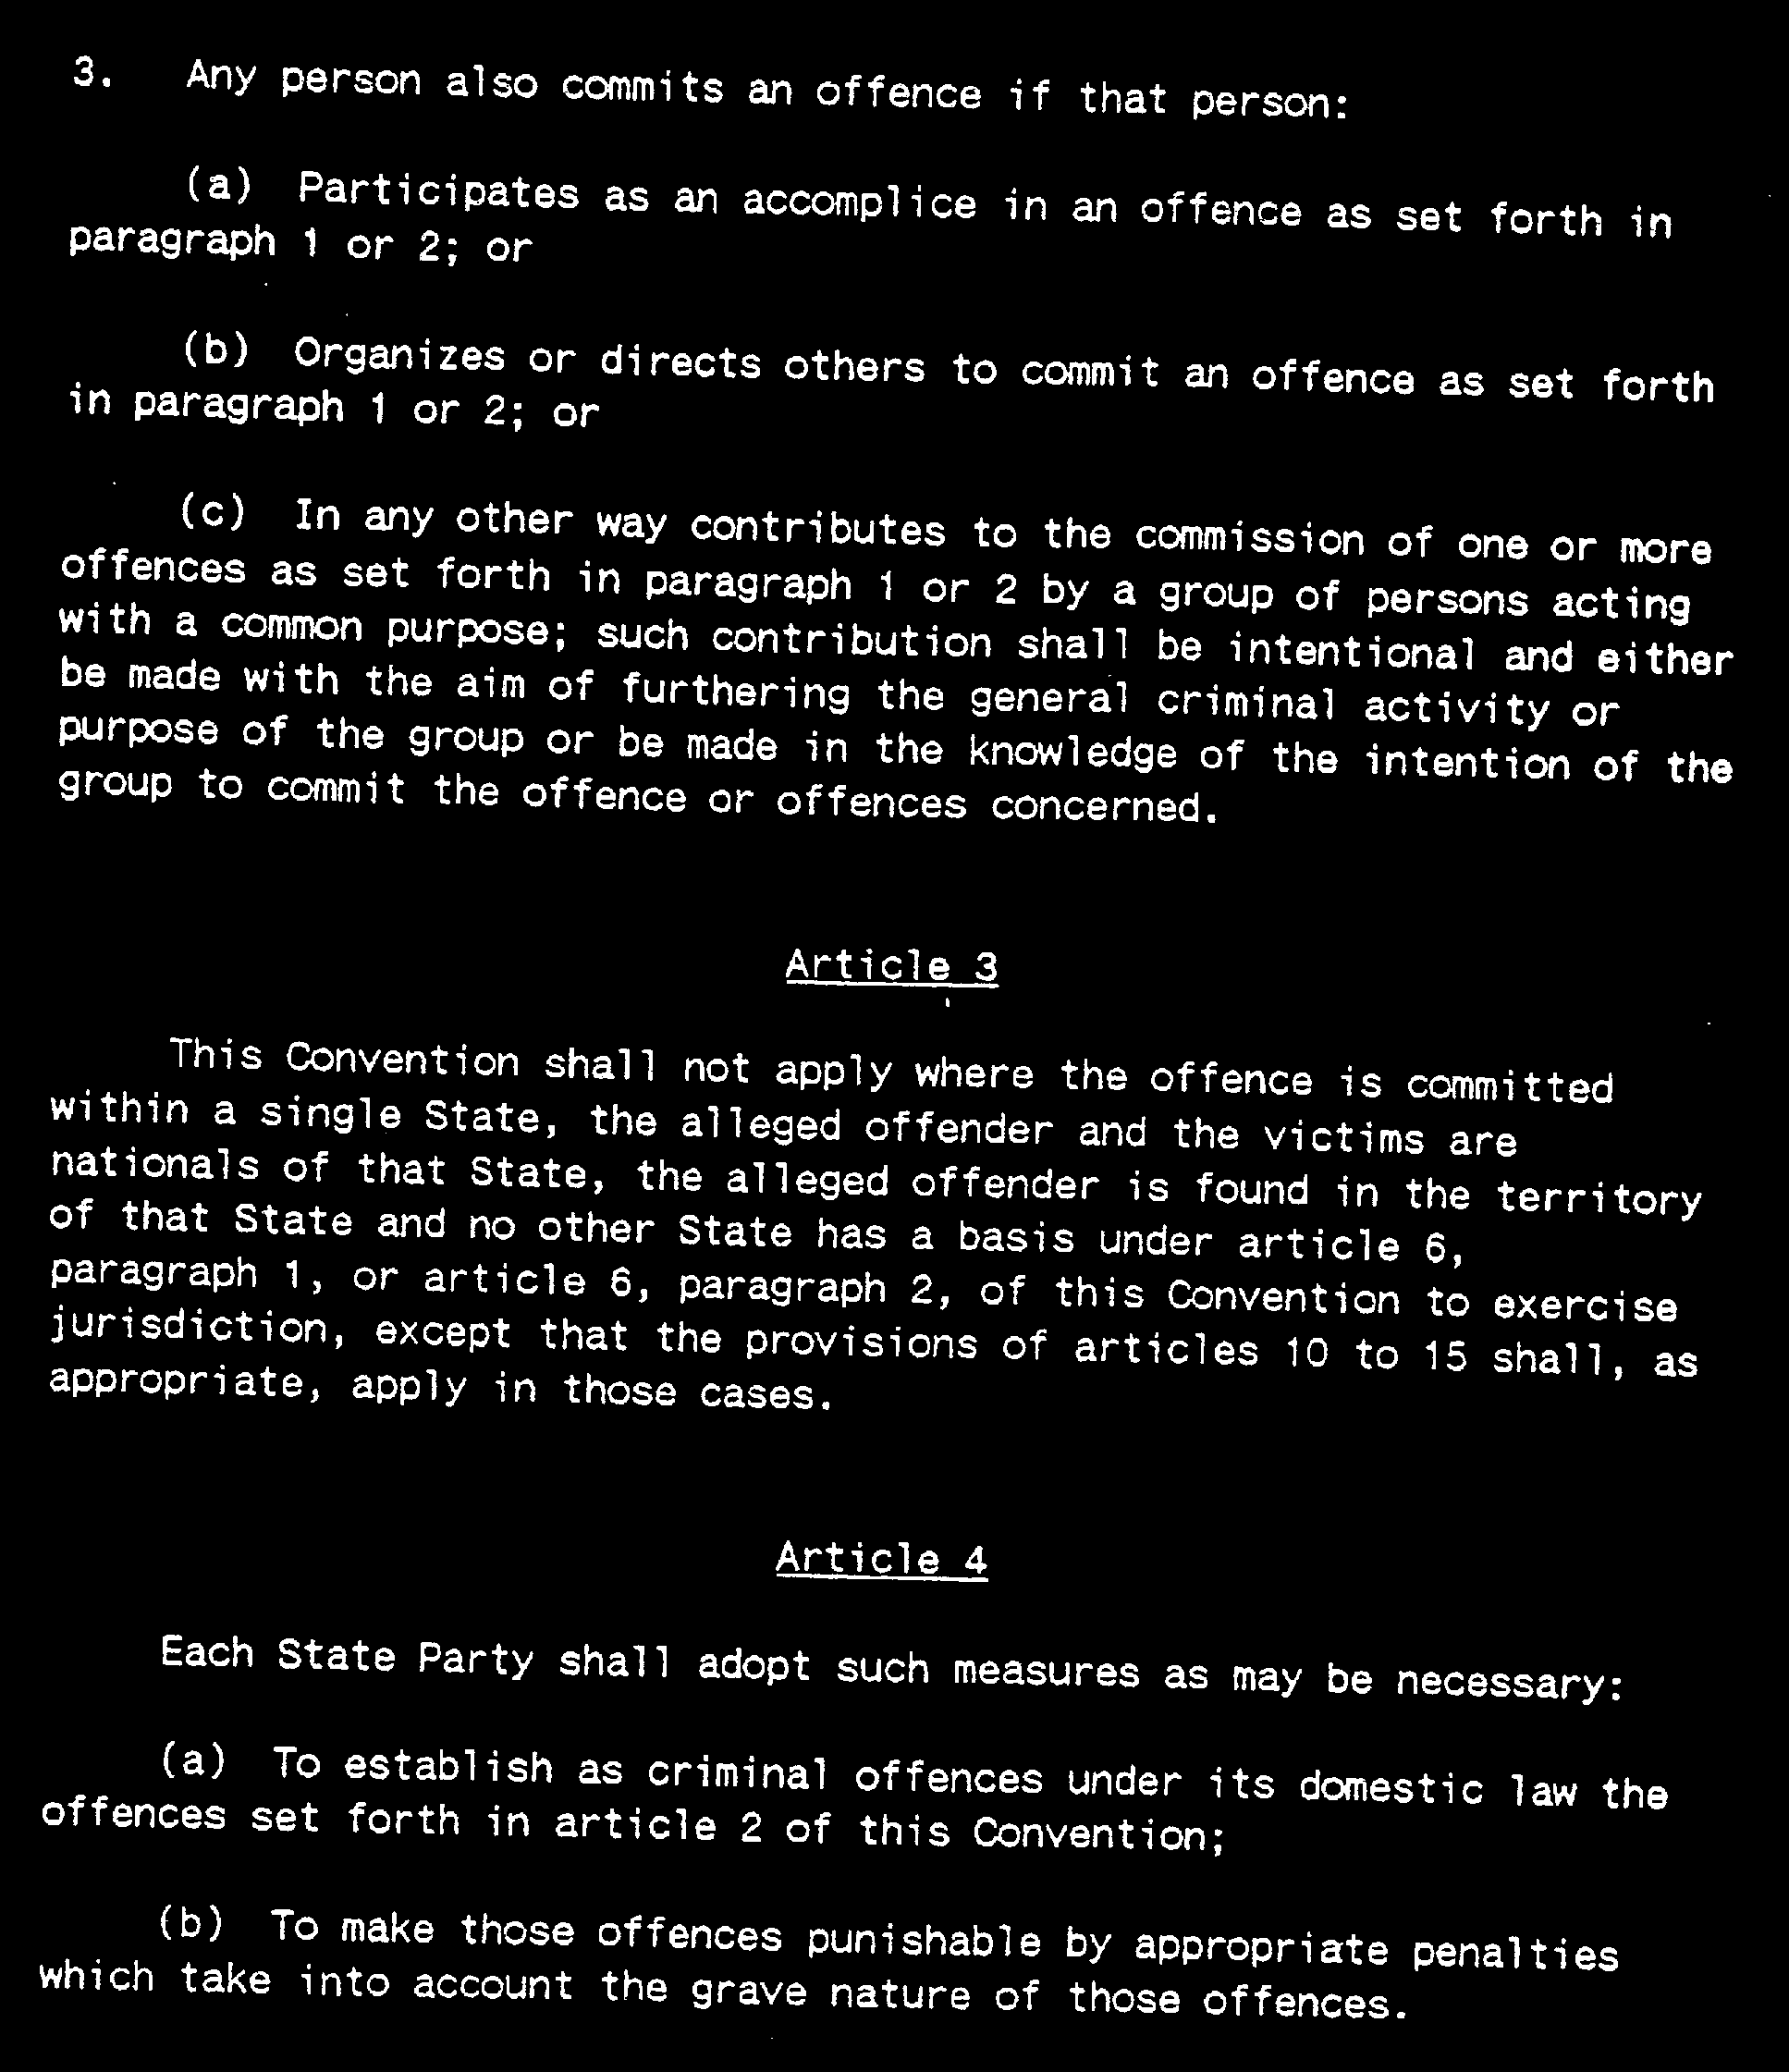 3. Any person also commits an offence if that person:
(a) Participates as an accomplice in an offence as set forth in
paragraph 1 or 2; or
(b) Organizes or directs others to commit an offence as set forth
in paragraph 1 or 2; or
(c) In any other way contributes to the commission of one or more
offences as set forth in paragraph 1 or 2 by a group of persons acting
with a common purpose; such contribution shall be intentional and either
be made with the aim of furthering the general criminal activity or
purpose of the group or be made in the knowledge of the intention of the
group to commit the offence or offences concerned.
Article 3
This Convention shall not apply where the offence is committed
within a single State, the alleged offender and the victims are
nationals of that State, the alleged offender is found in the territory
of that State and no other State has a basis under article 6,
paragraph 1, or article 6, paragraph 2, of this Convention to exercise
jurisdiction, except that the provisions of articles 10 to 15 shall, as
appropriate, apply in those cases.
Article 4
Each State Party shall adopt such measures as may be necessary:
(a) To establish as criminal offences under its domestic law the
offences set forth in article 2 of this Convention;
(b) To make those offences punishable by appropriate penalties
which take into account the grave nature of those offences.